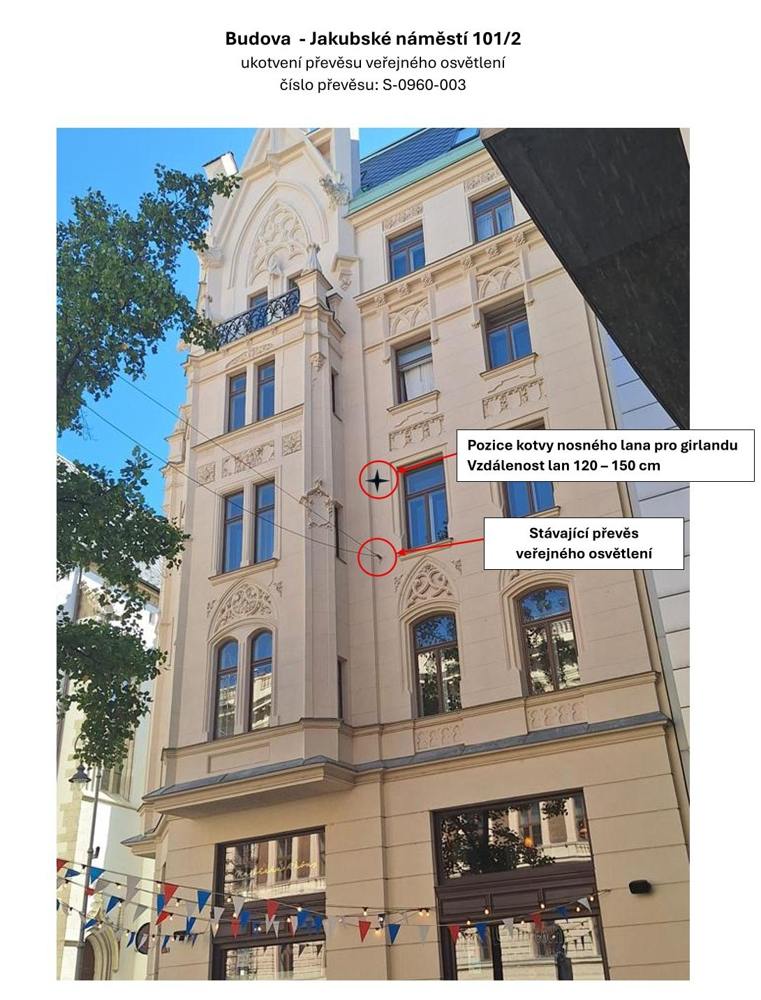 Budova - Jakubské náměstí 101/2
ukotvení převěsu veřejného osvětlení
číslo převěsu: S-0960-003
Pozice kotvy nosného lana pro girlandu
Vzdálenost lan 120 – 150 cm
Stávající převěs
veřejného osvětlení